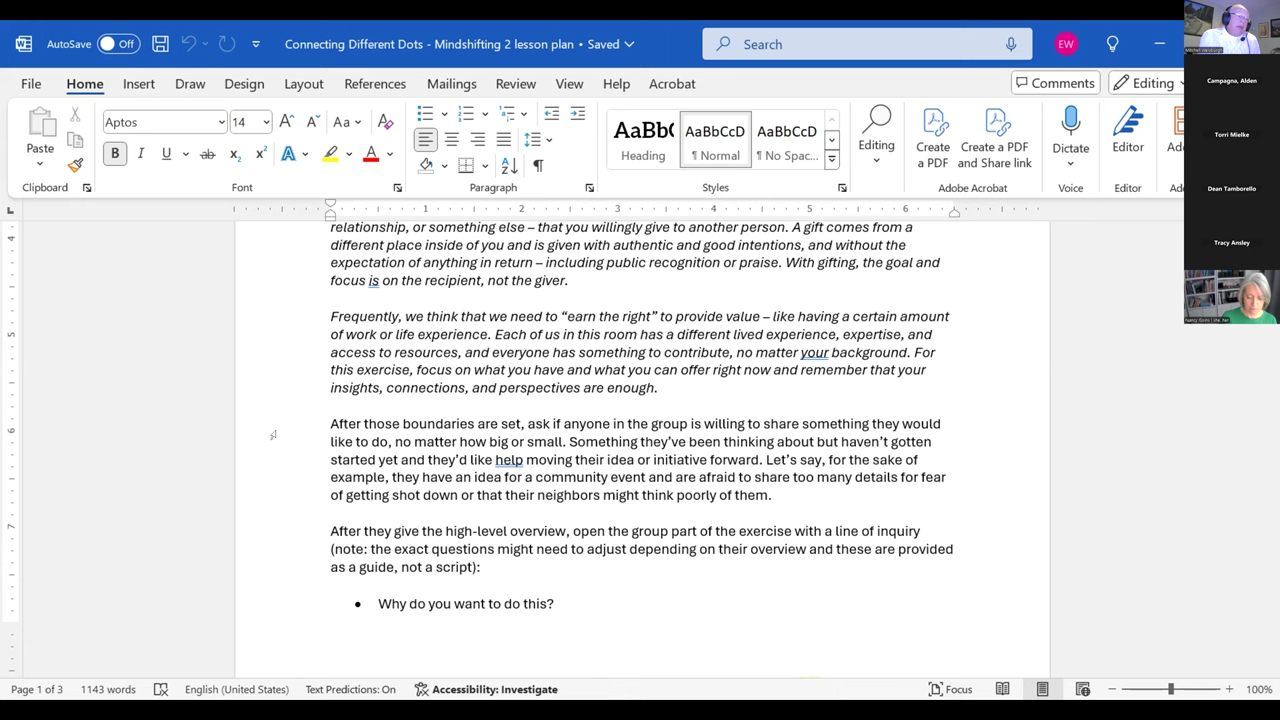 AutoSave Off Connecting Different Dots - Mindshifting 2 lesson plan • Saved Search EW
File Home Insert Draw Design Layout References Mailings Review View Help Acrobat Comments Editing
Paste
Clipboard
Aptos 14
Font
Paragraph
AaBbC AaBbCcD AaBbCcD
Heading ¶ Normal ¶ No Spac...
Styles
Editing
Create a PDF
Create a PDF and Share link
Adobe Acrobat
Dictate
Voice
Editor
Editor
Campagna, Alden
Torri Mielke
Dean Tamborello
Tracy Ansley
1 2 3 4 5 6
relationship, or something else – that you willingly give to another person. A gift comes from a
different place inside of you and is given with authentic and good intentions, and without the
expectation of anything in return – including public recognition or praise. With gifting, the goal and
focus is on the recipient, not the giver.
Frequently, we think that we need to “earn the right” to provide value – like having a certain amount
of work or life experience. Each of us in this room has a different lived experience, expertise, and
access to resources, and everyone has something to contribute, no matter your background. For
this exercise, focus on what you have and what you can offer right now and remember that your
insights, connections, and perspectives are enough.
After those boundaries are set, ask if anyone in the group is willing to share something they would
like to do, no matter how big or small. Something they’ve been thinking about but haven’t gotten
started yet and they’d like help moving their idea or initiative forward. Let’s say, for the sake of
example, they have an idea for a community event and are afraid to share too many details for fear
of getting shot down or that their neighbors might think poorly of them.
After they give the high-level overview, open the group part of the exercise with a line of inquiry
(note: the exact questions might need to adjust depending on their overview and these are provided
as a guide, not a script):
• Why do you want to do this?
Page 1 of 3 1143 words English (United States) Text Predictions: On Accessibility: Investigate Focus 100%